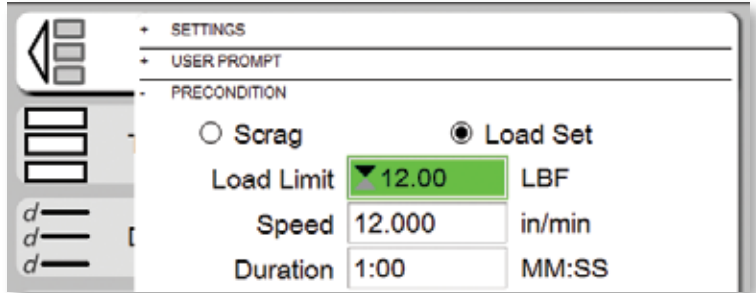 + SETTINGS
+ USER PROMPT
- PRECONDITION
Scrag Load Set
Load Limit 12.00 LBF
Speed 12.000 in/min
Duration 1:00 MM:SS
d
d
d